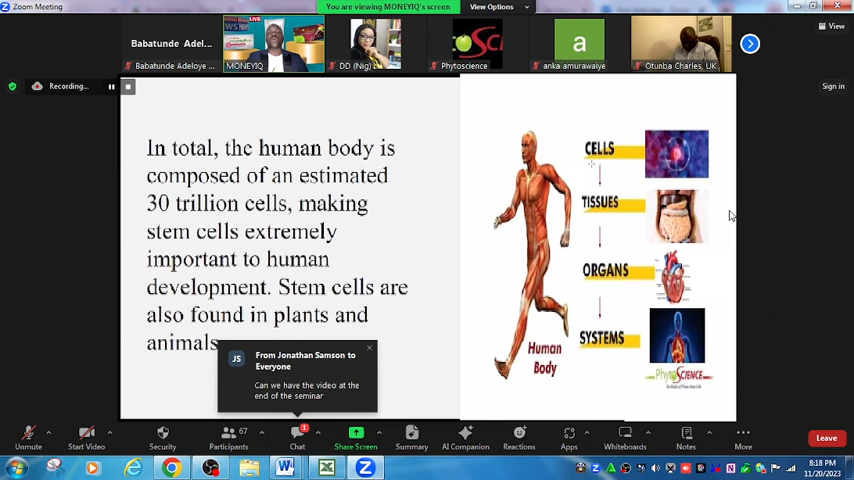 Zoom Meeting
You are viewing MONEYIQ's screen
View Options
Babatunde Adel...
Babatunde Adeloye ...
LIVE
MONEYIQ
DD (Nig)
Phytoscience
a
anka amurawaiye
Otunba Charles, UK
View
Recording...
Sign in
In total, the human body is
composed of an estimated
30 trillion cells, making
stem cells extremely
important to human
development. Stem cells are
also found in plants and
animals
CELLS
TISSUES
ORGANS
SYSTEMS
Human
Body
PhytoSCIENCE
JS
From Jonathan Samson to
Everyone
Can we have the video at the
end of the seminar
Unmute
Start Video
Security
Participants
67
Chat
1
Share Screen
Summary
AI Companion
Reactions
Apps
Whiteboards
Notes
More
Leave
8:18 PM
11/20/2023